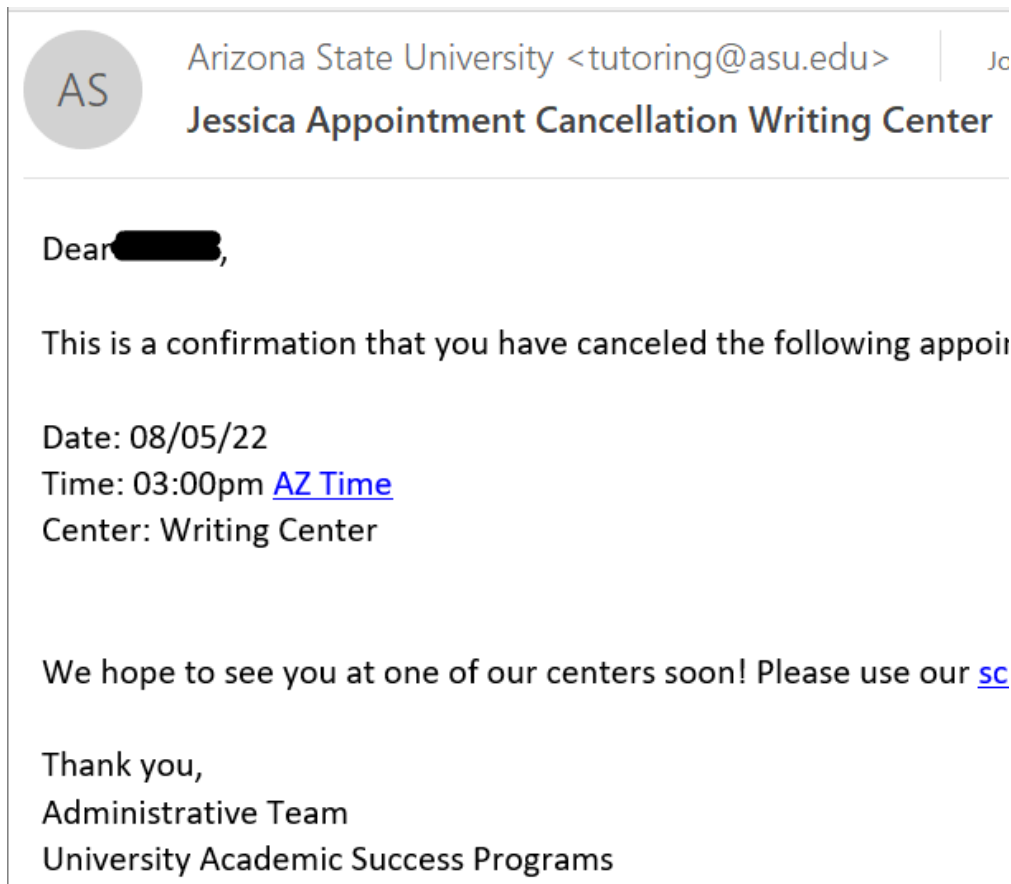 AS
Arizona State University <tutoring@asu.edu>
Jessica Appointment Cancellation Writing Center
Dear ,
This is a confirmation that you have canceled the following
Date: 08/05/22
Time: 03:00pm AZ Time
Center: Writing Center
We hope to see you at one of our centers soon! Please use our
Thank you,
Administrative Team
University Academic Success Programs